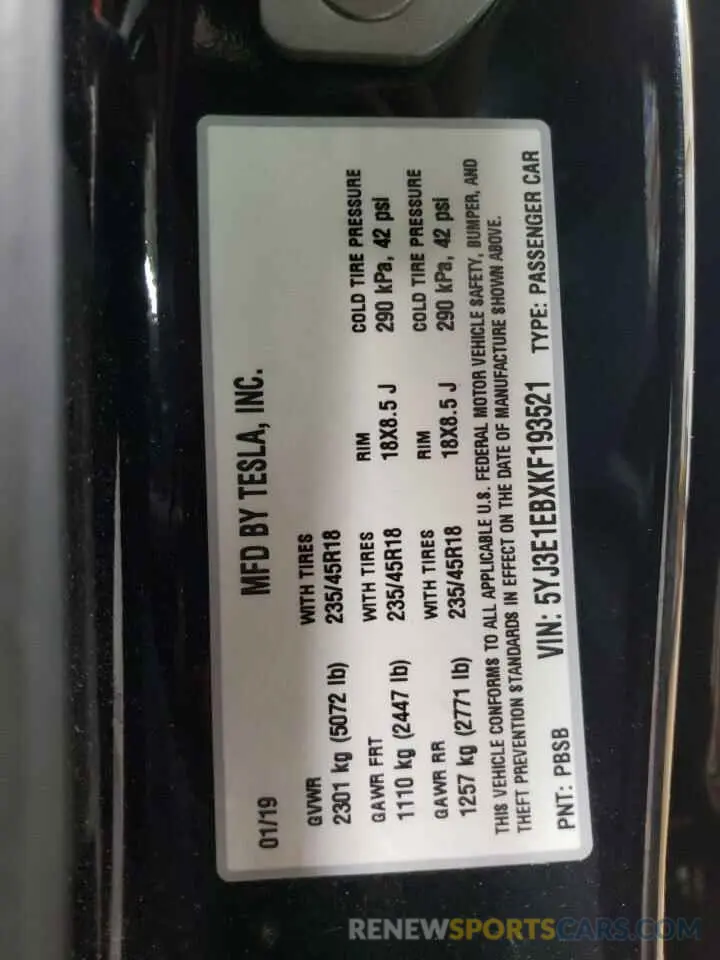 01/19 MFD BY TESLA, INC.
GVWR WITH TIRES
2301 kg (5072 lb) 235/45R18
GAWR FRT WITH TIRES RIM COLD TIRE PRESSURE
1110 kg (2447 lb) 235/45R18 18X8.5 J 290 kPa, 42 psi
GAWR RR WITH TIRES RIM COLD TIRE PRESSURE
1257 kg (2771 lb) 235/45R18 18X8.5 J 290 kPa, 42 psi
THIS VEHICLE CONFORMS TO ALL APPLICABLE U.S. FEDERAL MOTOR VEHICLE SAFETY, BUMPER, AND
THEFT PREVENTION STANDARDS IN EFFECT ON THE DATE OF MANUFACTURE SHOWN ABOVE.
PNT: PBSB VIN: 5YJ3E1EBXKF193521 TYPE: PASSENGER CAR
RENEWSPORTSCARS.COM